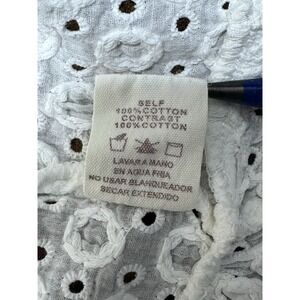 SELF
100% COTTON
CONTRAST
100% COTTON
LAVAR A MANO
EN AGUA FRIA
NO USAR BLANQUEADOR
SECAR EXTENDIDO